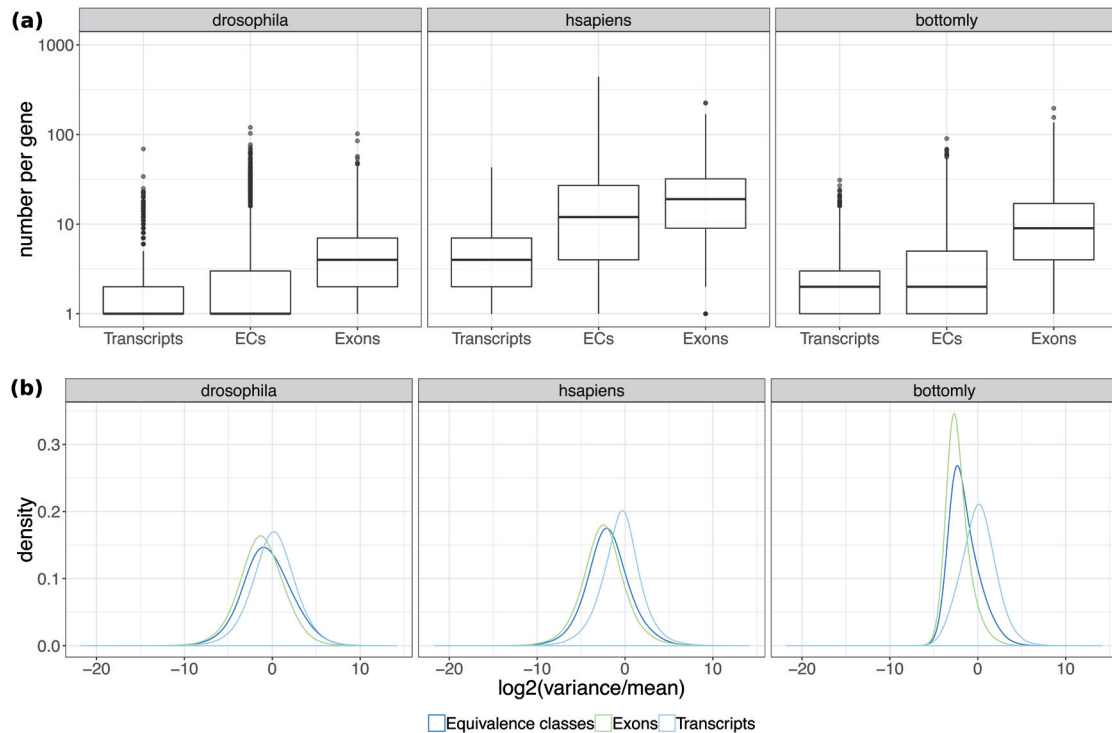 (a)
drosophila hsapiens bottomly
number per gene
1000
100
10
1
Transcripts ECs Exons Transcripts ECs Exons Transcripts ECs Exons
(b)
drosophila hsapiens bottomly
density
0.3
0.2
0.1
0.0
−20 −10 0 10 −20 −10 0 10 −20 −10 0 10
log2(variance/mean)
Equivalence classes Exons Transcripts